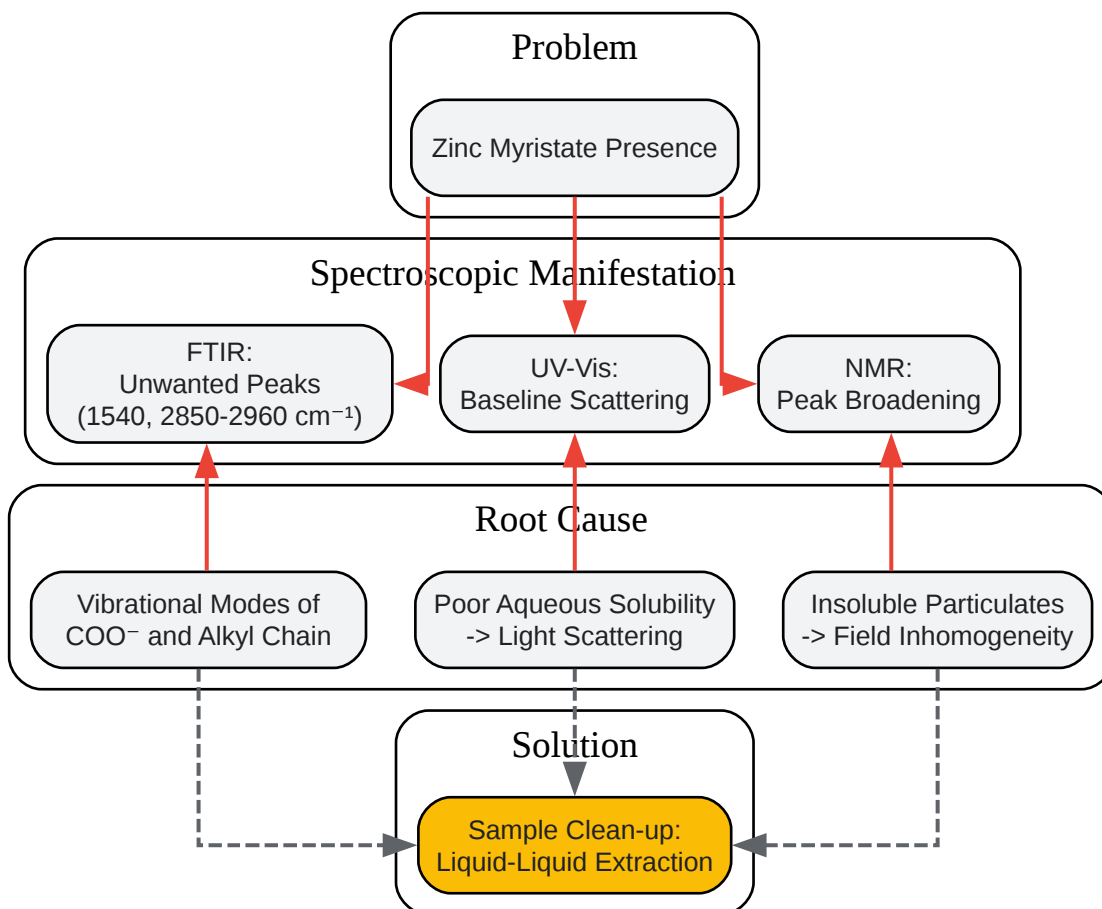 Problem
Zinc Myristate Presence
Spectroscopic Manifestation
FTIR:
Unwanted Peaks
(1540, 2850-2960 cm⁻¹)
UV-Vis:
Baseline Scattering
NMR:
Peak Broadening
Root Cause
Vibrational Modes of
COO⁻ and Alkyl Chain
Poor Aqueous Solubility
-> Light Scattering
Insoluble Particulates
-> Field Inhomogeneity
Solution
Sample Clean-up:
Liquid-Liquid Extraction